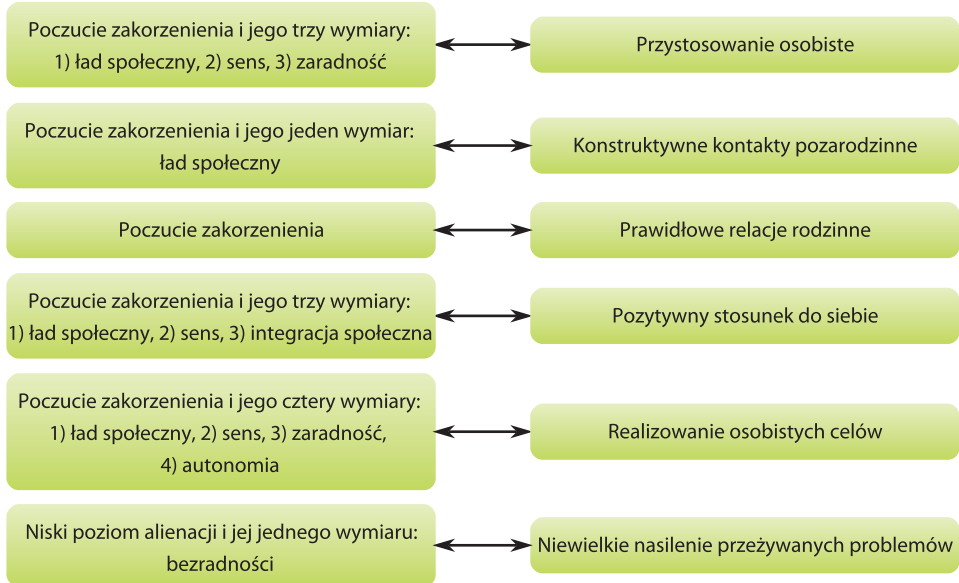 Poczucie zakorzenienia i jego trzy wymiary:
1) ład społeczny, 2) sens, 3) zaradność
Przystosowanie osobiste
Poczucie zakorzenienia i jego jeden wymiar:
ład społeczny
Konstruktywne kontakty pozarodzinne
Poczucie zakorzenienia
Prawidłowe relacje rodzinne
Poczucie zakorzenienia i jego trzy wymiary:
1) ład społeczny, 2) sens, 3) integracja społeczna
Pozytywny stosunek do siebie
Poczucie zakorzenienia i jego cztery wymiary:
1) ład społeczny, 2) sens, 3) zaradność,
4) autonomia
Realizowanie osobistych celów
Niski poziom alienacji i jej jednego wymiaru:
bezradności
Niewielkie nasilenie przeżywanych problemów